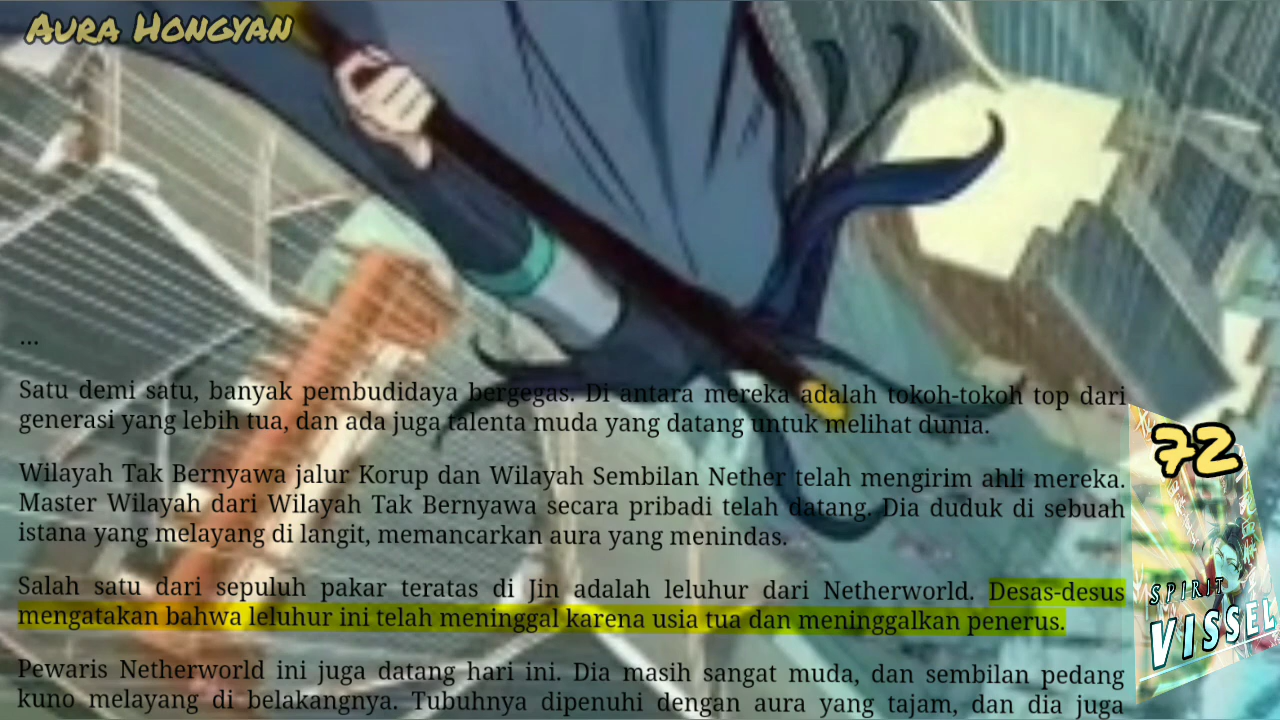 Aura Hongyan
...
Satu demi satu, banyak pembudidaya bergegas. Di antara mereka adalah tokoh-tokoh top dari
generasi yang lebih tua, dan ada juga talenta muda yang datang untuk melihat dunia.
Wilayah Tak Bernyawa jalur Korup dan Wilayah Sembilan Nether telah mengirim ahli mereka.
Master Wilayah dari Wilayah Tak Bernyawa secara pribadi telah datang. Dia duduk di sebuah
istana yang melayang di langit, memancarkan aura yang menindas.
Salah satu dari sepuluh pakar teratas di Jin adalah leluhur dari Netherworld. Desas-desus
mengatakan bahwa leluhur ini telah meninggal karena usia tua dan meninggalkan penerus.
Pewaris Netherworld ini juga datang hari ini. Dia masih sangat muda, dan sembilan pedang
kuno melayang di belakangnya. Tubuhnya dipenuhi dengan aura yang tajam, dan dia juga
72
SPIRIT
VISSEL